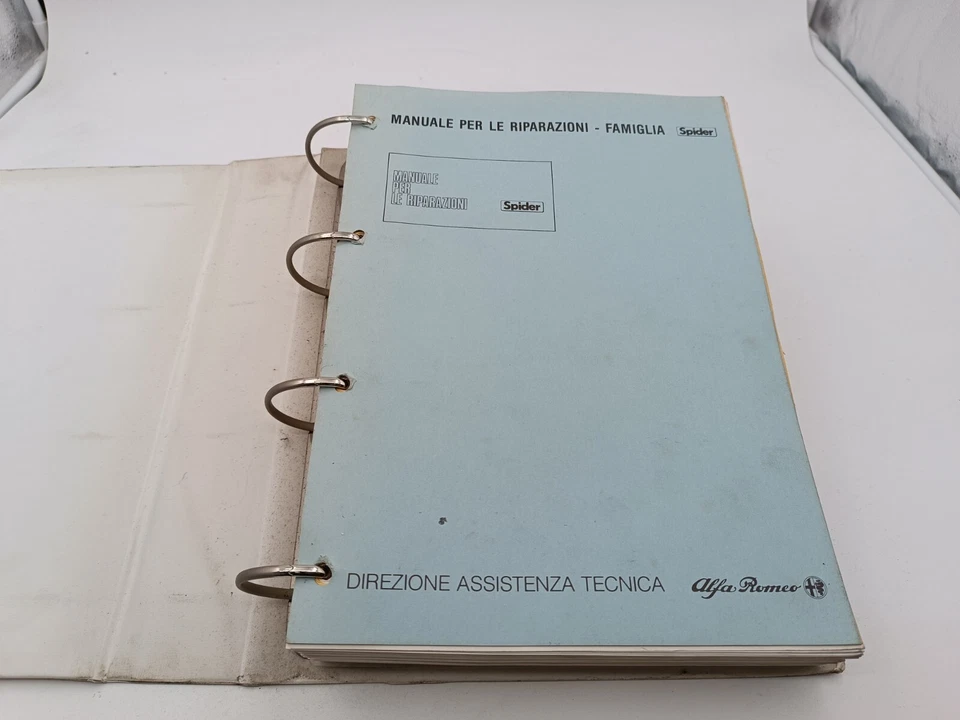 MANUALE PER LE RIPARAZIONI - FAMIGLIA Spider
MANUALE
PER
LE RIPARAZIONI Spider
DIREZIONE ASSISTENZA TECNICA Alfa Romeo